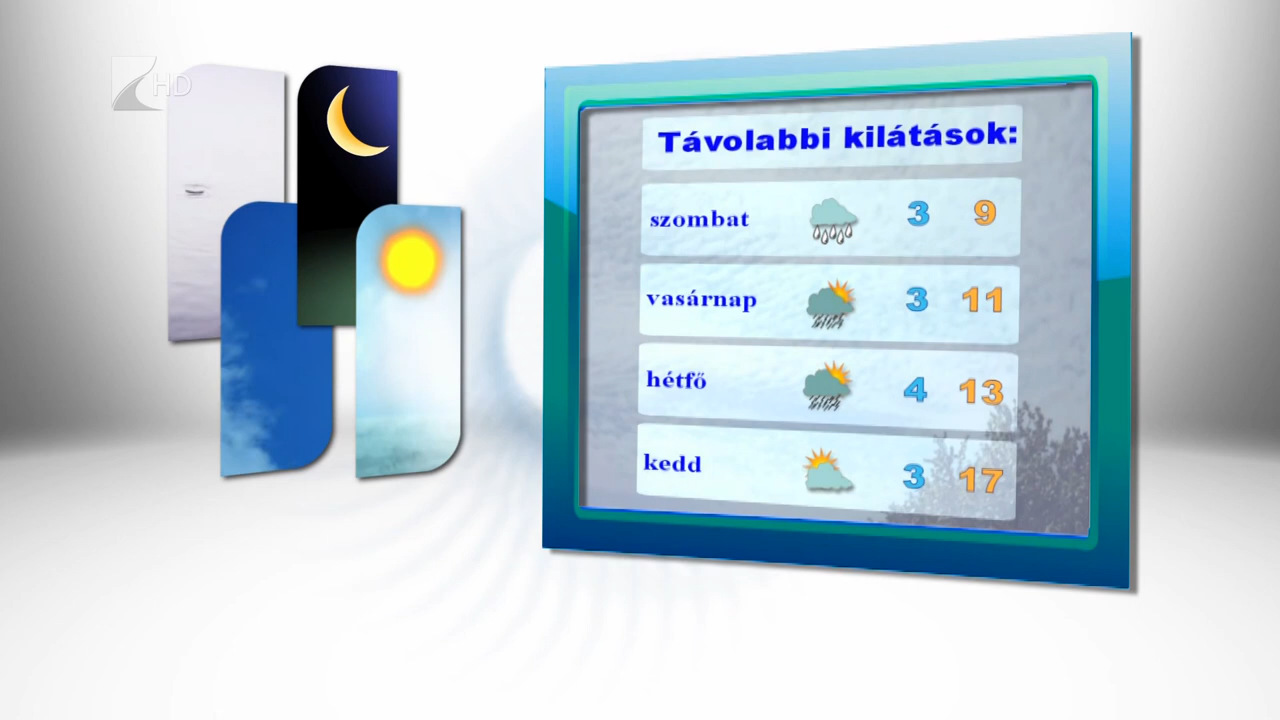 HD
Távolabbi kilátások:
szombat 3 9
vasárnap 3 11
hétfő 4 13
kedd 3 17